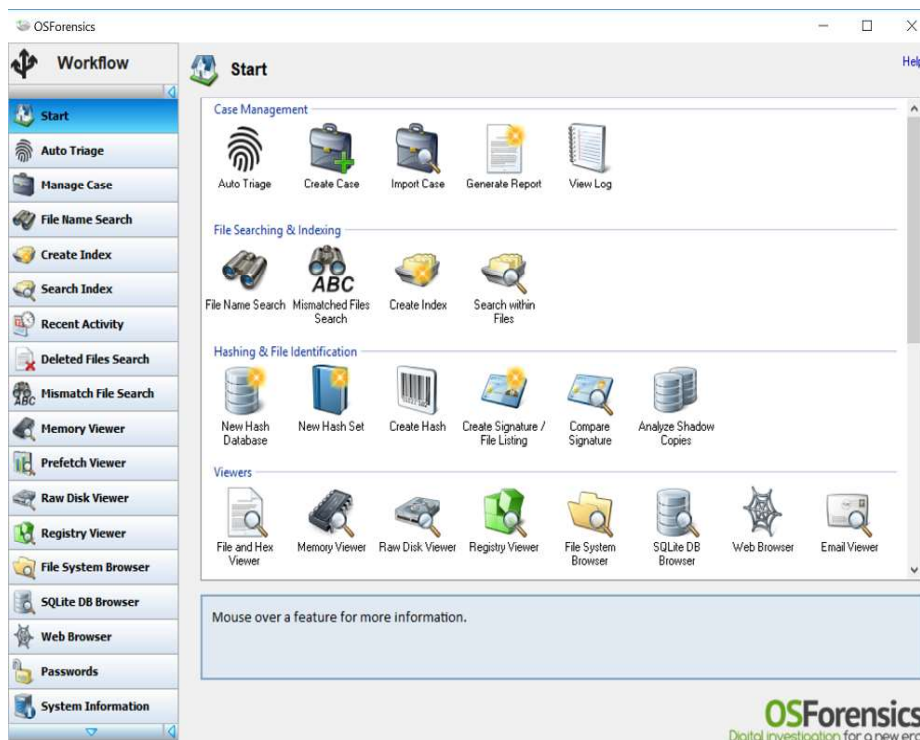 OSForensics
Workflow
Start
Auto Triage
Manage Case
File Name Search
Create Index
Search Index
Recent Activity
Deleted Files Search
Mismatch File Search
Memory Viewer
Prefetch Viewer
Raw Disk Viewer
Registry Viewer
File System Browser
SQLite DB Browser
Web Browser
Passwords
System Information
Start
Help
Case Management
Auto Triage
Create Case
Import Case
Generate Report
View Log
File Searching & Indexing
File Name Search
Mismatched Files
Search
ABC
Create Index
Search within
Files
Hashing & File Identification
New Hash
Database
New Hash Set
Create Hash
Create Signature /
File Listing
Compare
Signature
Analyze Shadow
Copies
Viewers
File and Hex
Viewer
Memory Viewer
Raw Disk Viewer
Registry Viewer
File System
Browser
SQLite DB
Browser
Web Browser
Email Viewer
Mouse over a feature for more information.
OSForensics
Digital investigation for a new era